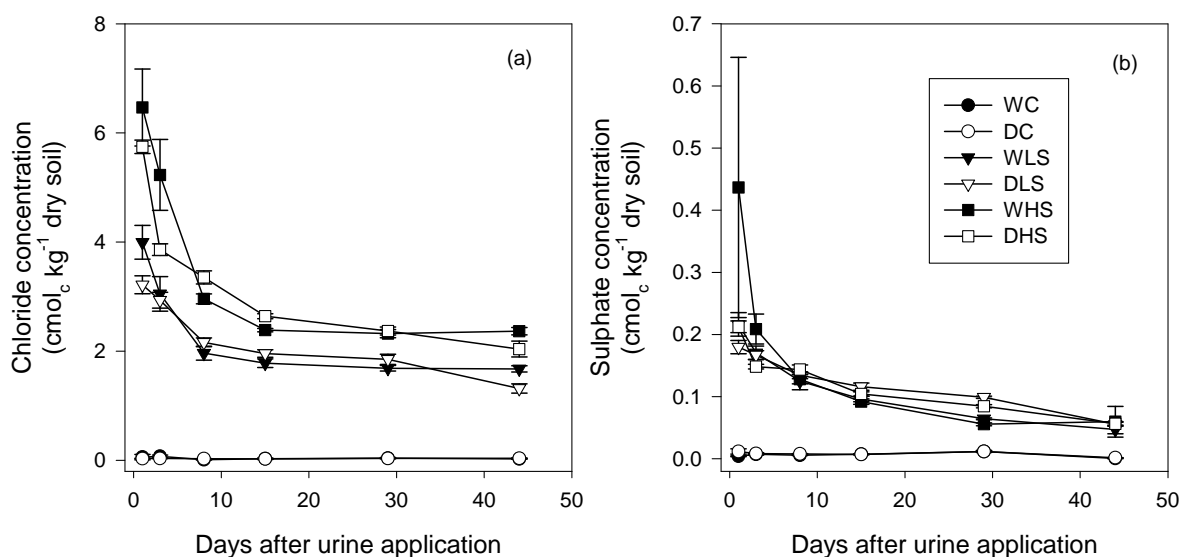 Chloride concentration
(cmol_c kg^-1 dry soil)
8
6
4
2
0
(a)
0 10 20 30 40 50
Days after urine application
Sulphate concentration
(cmol_c kg^-1 dry soil)
0.7
0.6
0.5
0.4
0.3
0.2
0.1
0.0
(b)
WC
DC
WLS
DLS
WHS
DHS
0 10 20 30 40 50
Days after urine application